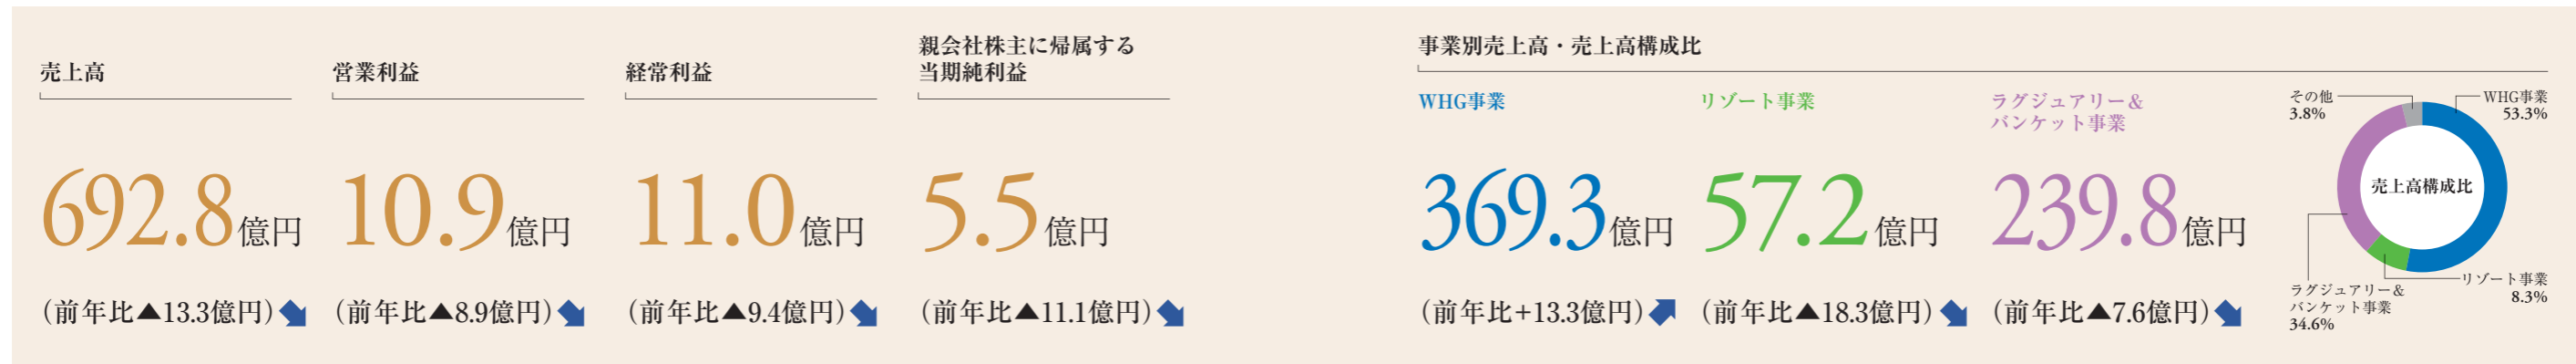 売上高
692.8億円
(前年比▲13.3億円)
営業利益
10.9億円
(前年比▲8.9億円)
経常利益
11.0億円
(前年比▲9.4億円)
親会社株主に帰属する
当期純利益
5.5億円
(前年比▲11.1億円)
事業別売上高・売上高構成比
WHG事業
369.3億円
(前年比+13.3億円)
リゾート事業
57.2億円
(前年比▲18.3億円)
ラグジュアリー&
バンケット事業
239.8億円
(前年比▲7.6億円)
売上高構成比
その他
3.8%
WHG事業
53.3%
リゾート事業
8.3%
ラグジュアリー&
バンケット事業
34.6%